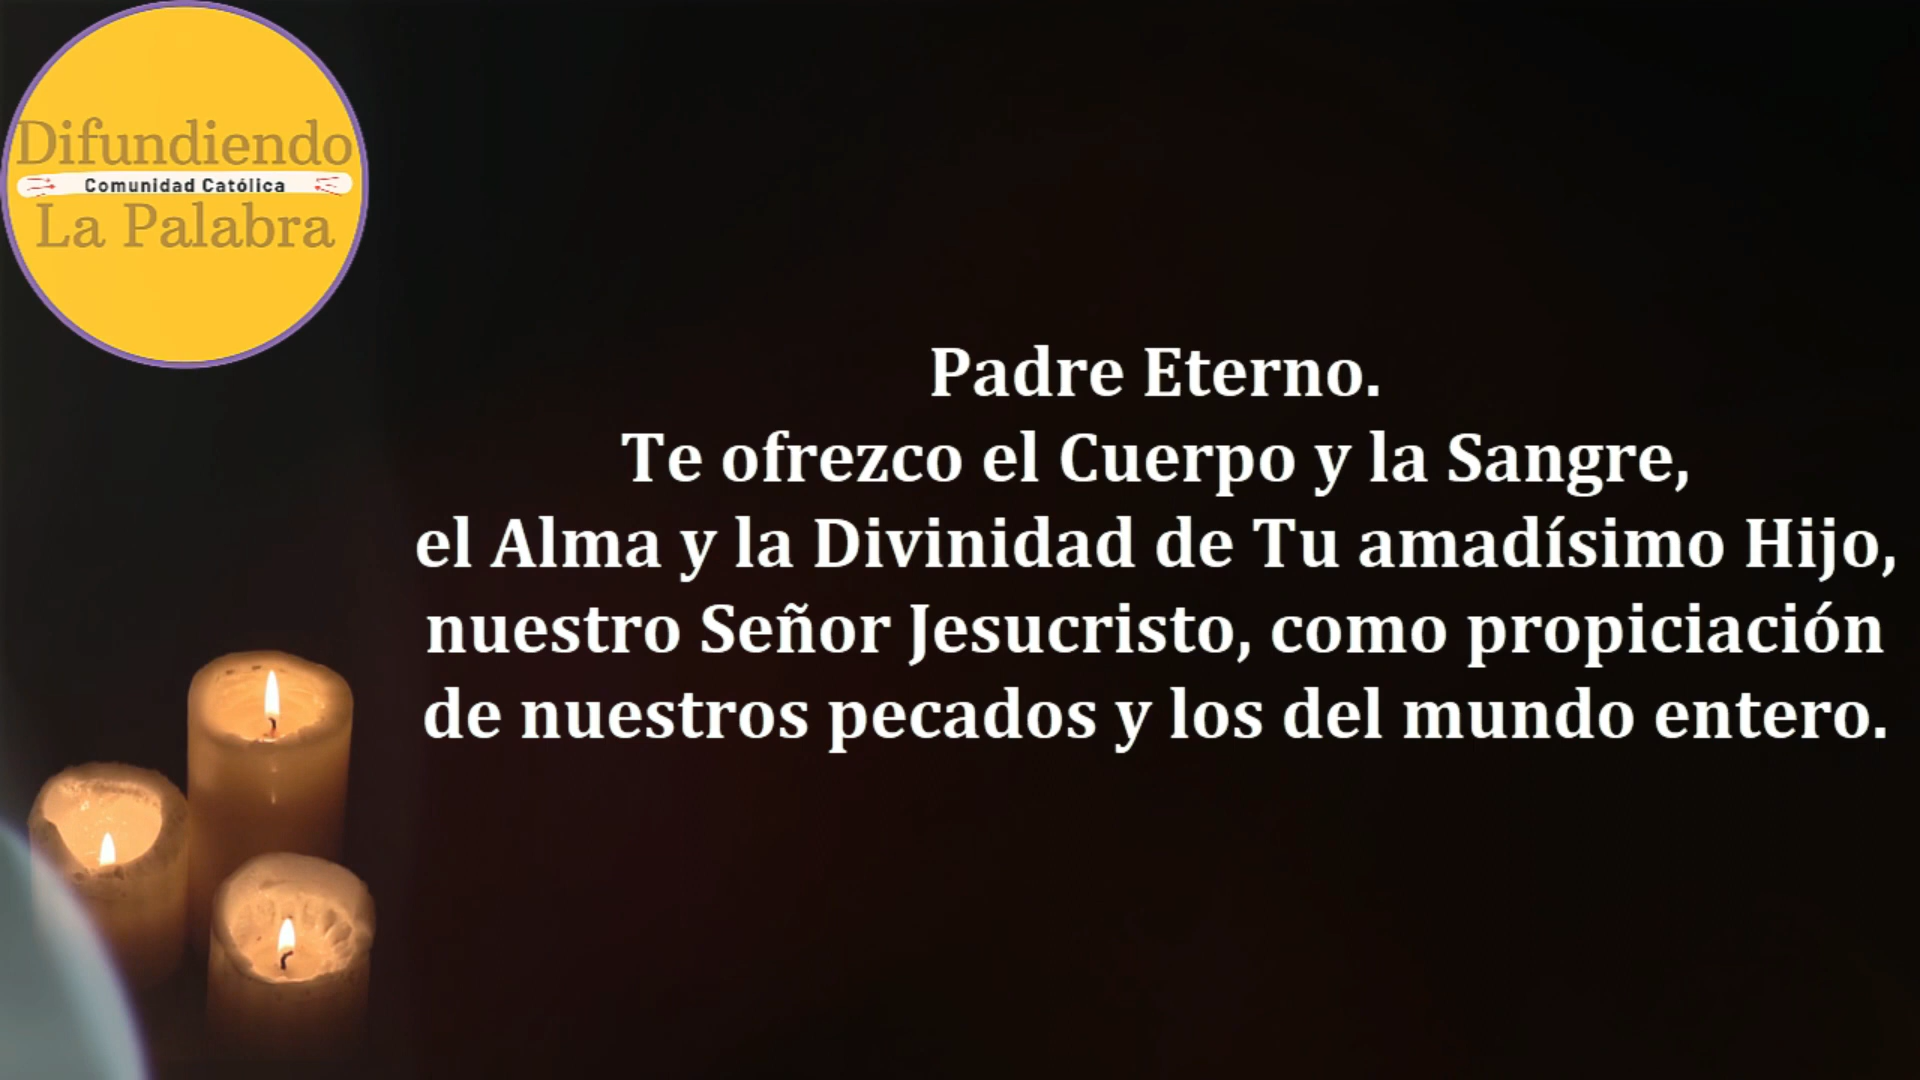 Difundiendo
Comunidad Católica
La Palabra
Padre Eterno.
Te ofrezco el Cuerpo y la Sangre,
el Alma y la Divinidad de Tu amadísimo Hijo,
nuestro Señor Jesucristo, como propiciación
de nuestros pecados y los del mundo entero.